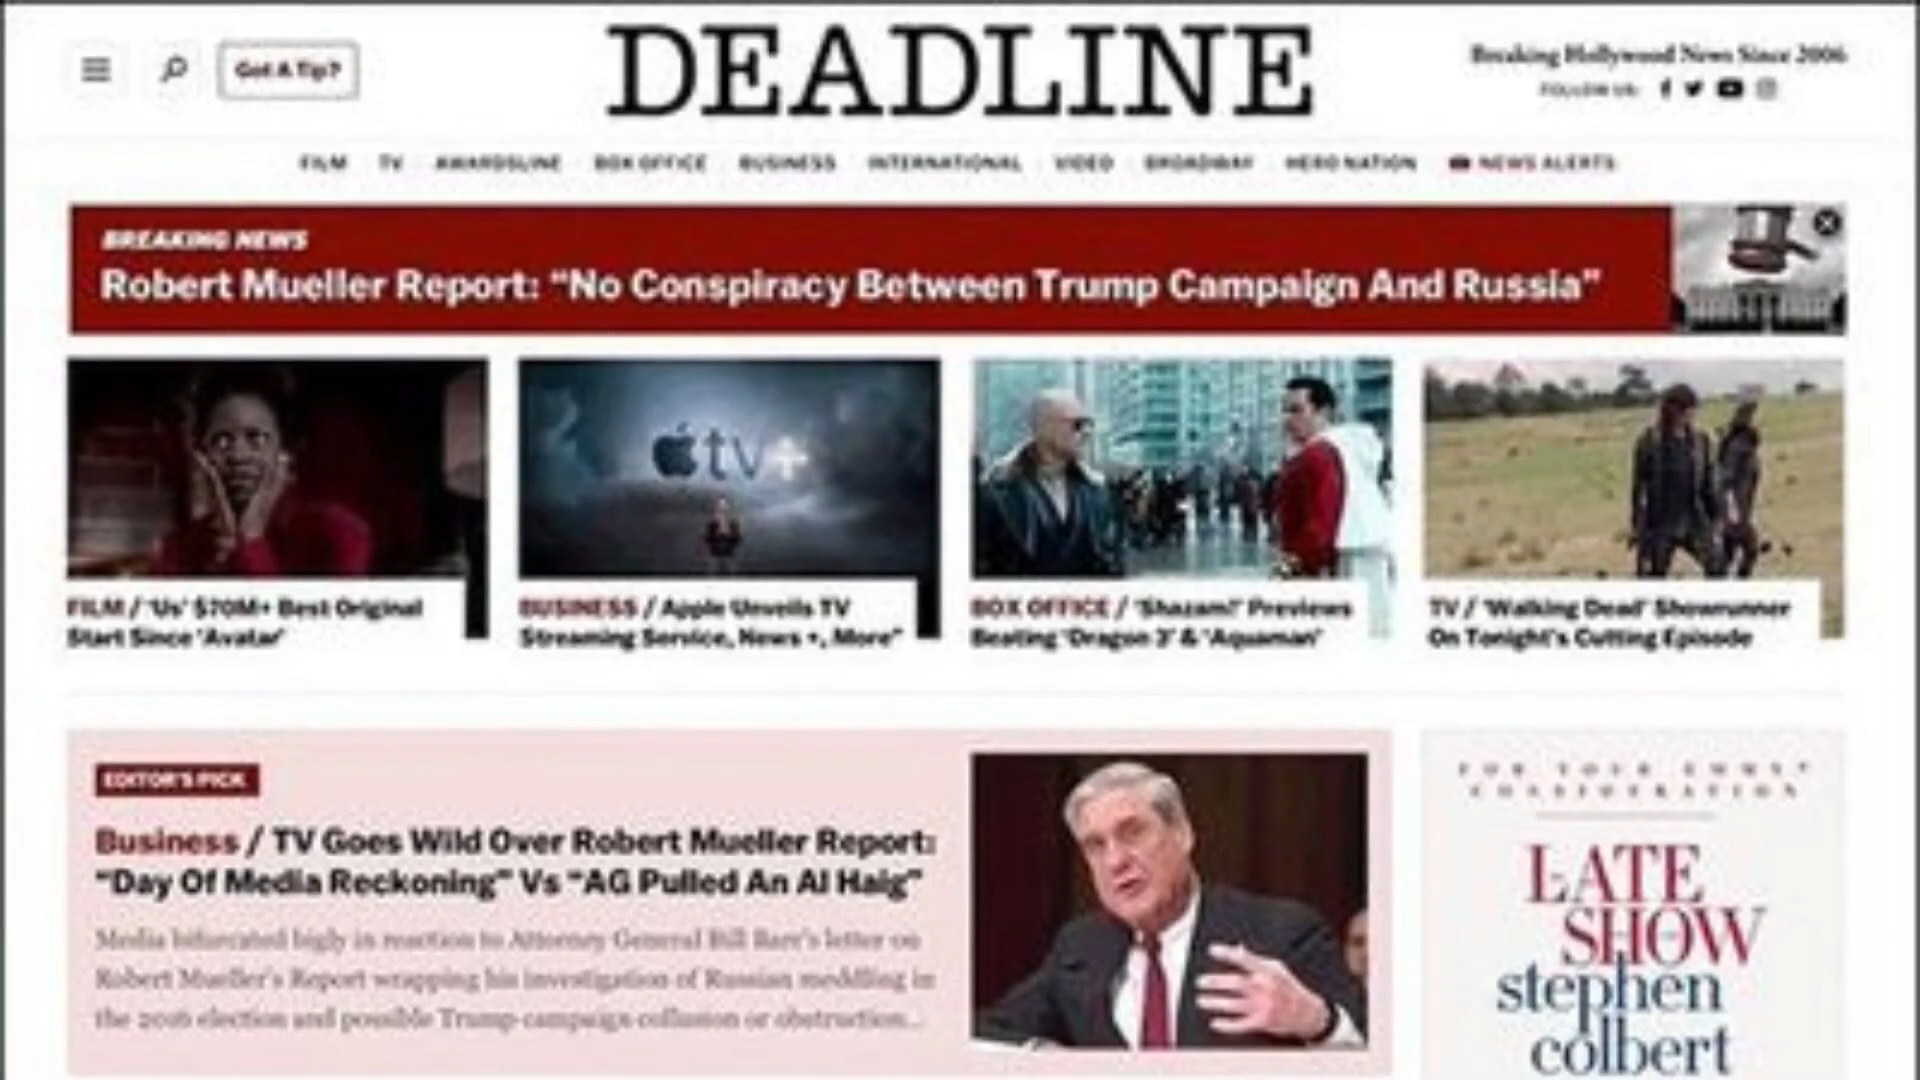 Got A Tip?
DEADLINE
Breaking Hollywood News Since 2006
FOLLOW US:
FILM TV AWARDSLINE BOX OFFICE BUSINESS INTERNATIONAL VIDEO BROADWAY HERO NATION NEWS ALERTS
BREAKING NEWS
Robert Mueller Report: “No Conspiracy Between Trump Campaign And Russia”
tv+
FILM / ‘Us’ $70M+ Best Original
Start Since ‘Avatar’
BUSINESS / Apple Unveils TV
Streaming Service, News +, More”
BOX OFFICE / ‘Shazam!’ Previews
Beating ‘Dragon 3’ & ‘Aquaman’
TV / ‘Walking Dead’ Showrunner
On Tonight’s Cutting Episode
EDITOR’S PICK
Business / TV Goes Wild Over Robert Mueller Report:
“Day Of Media Reckoning” Vs “AG Pulled An Al Haig”
Media bifurcated bigly in reaction to Attorney General Bill Barr’s letter on
Robert Mueller’s Report wrapping his investigation of Russian meddling in
the 2016 election and possible Trump-campaign collusion or obstruction...
FOR YOUR EMMY®
CONSIDERATION
LATE
SHOW
stephen
colbert